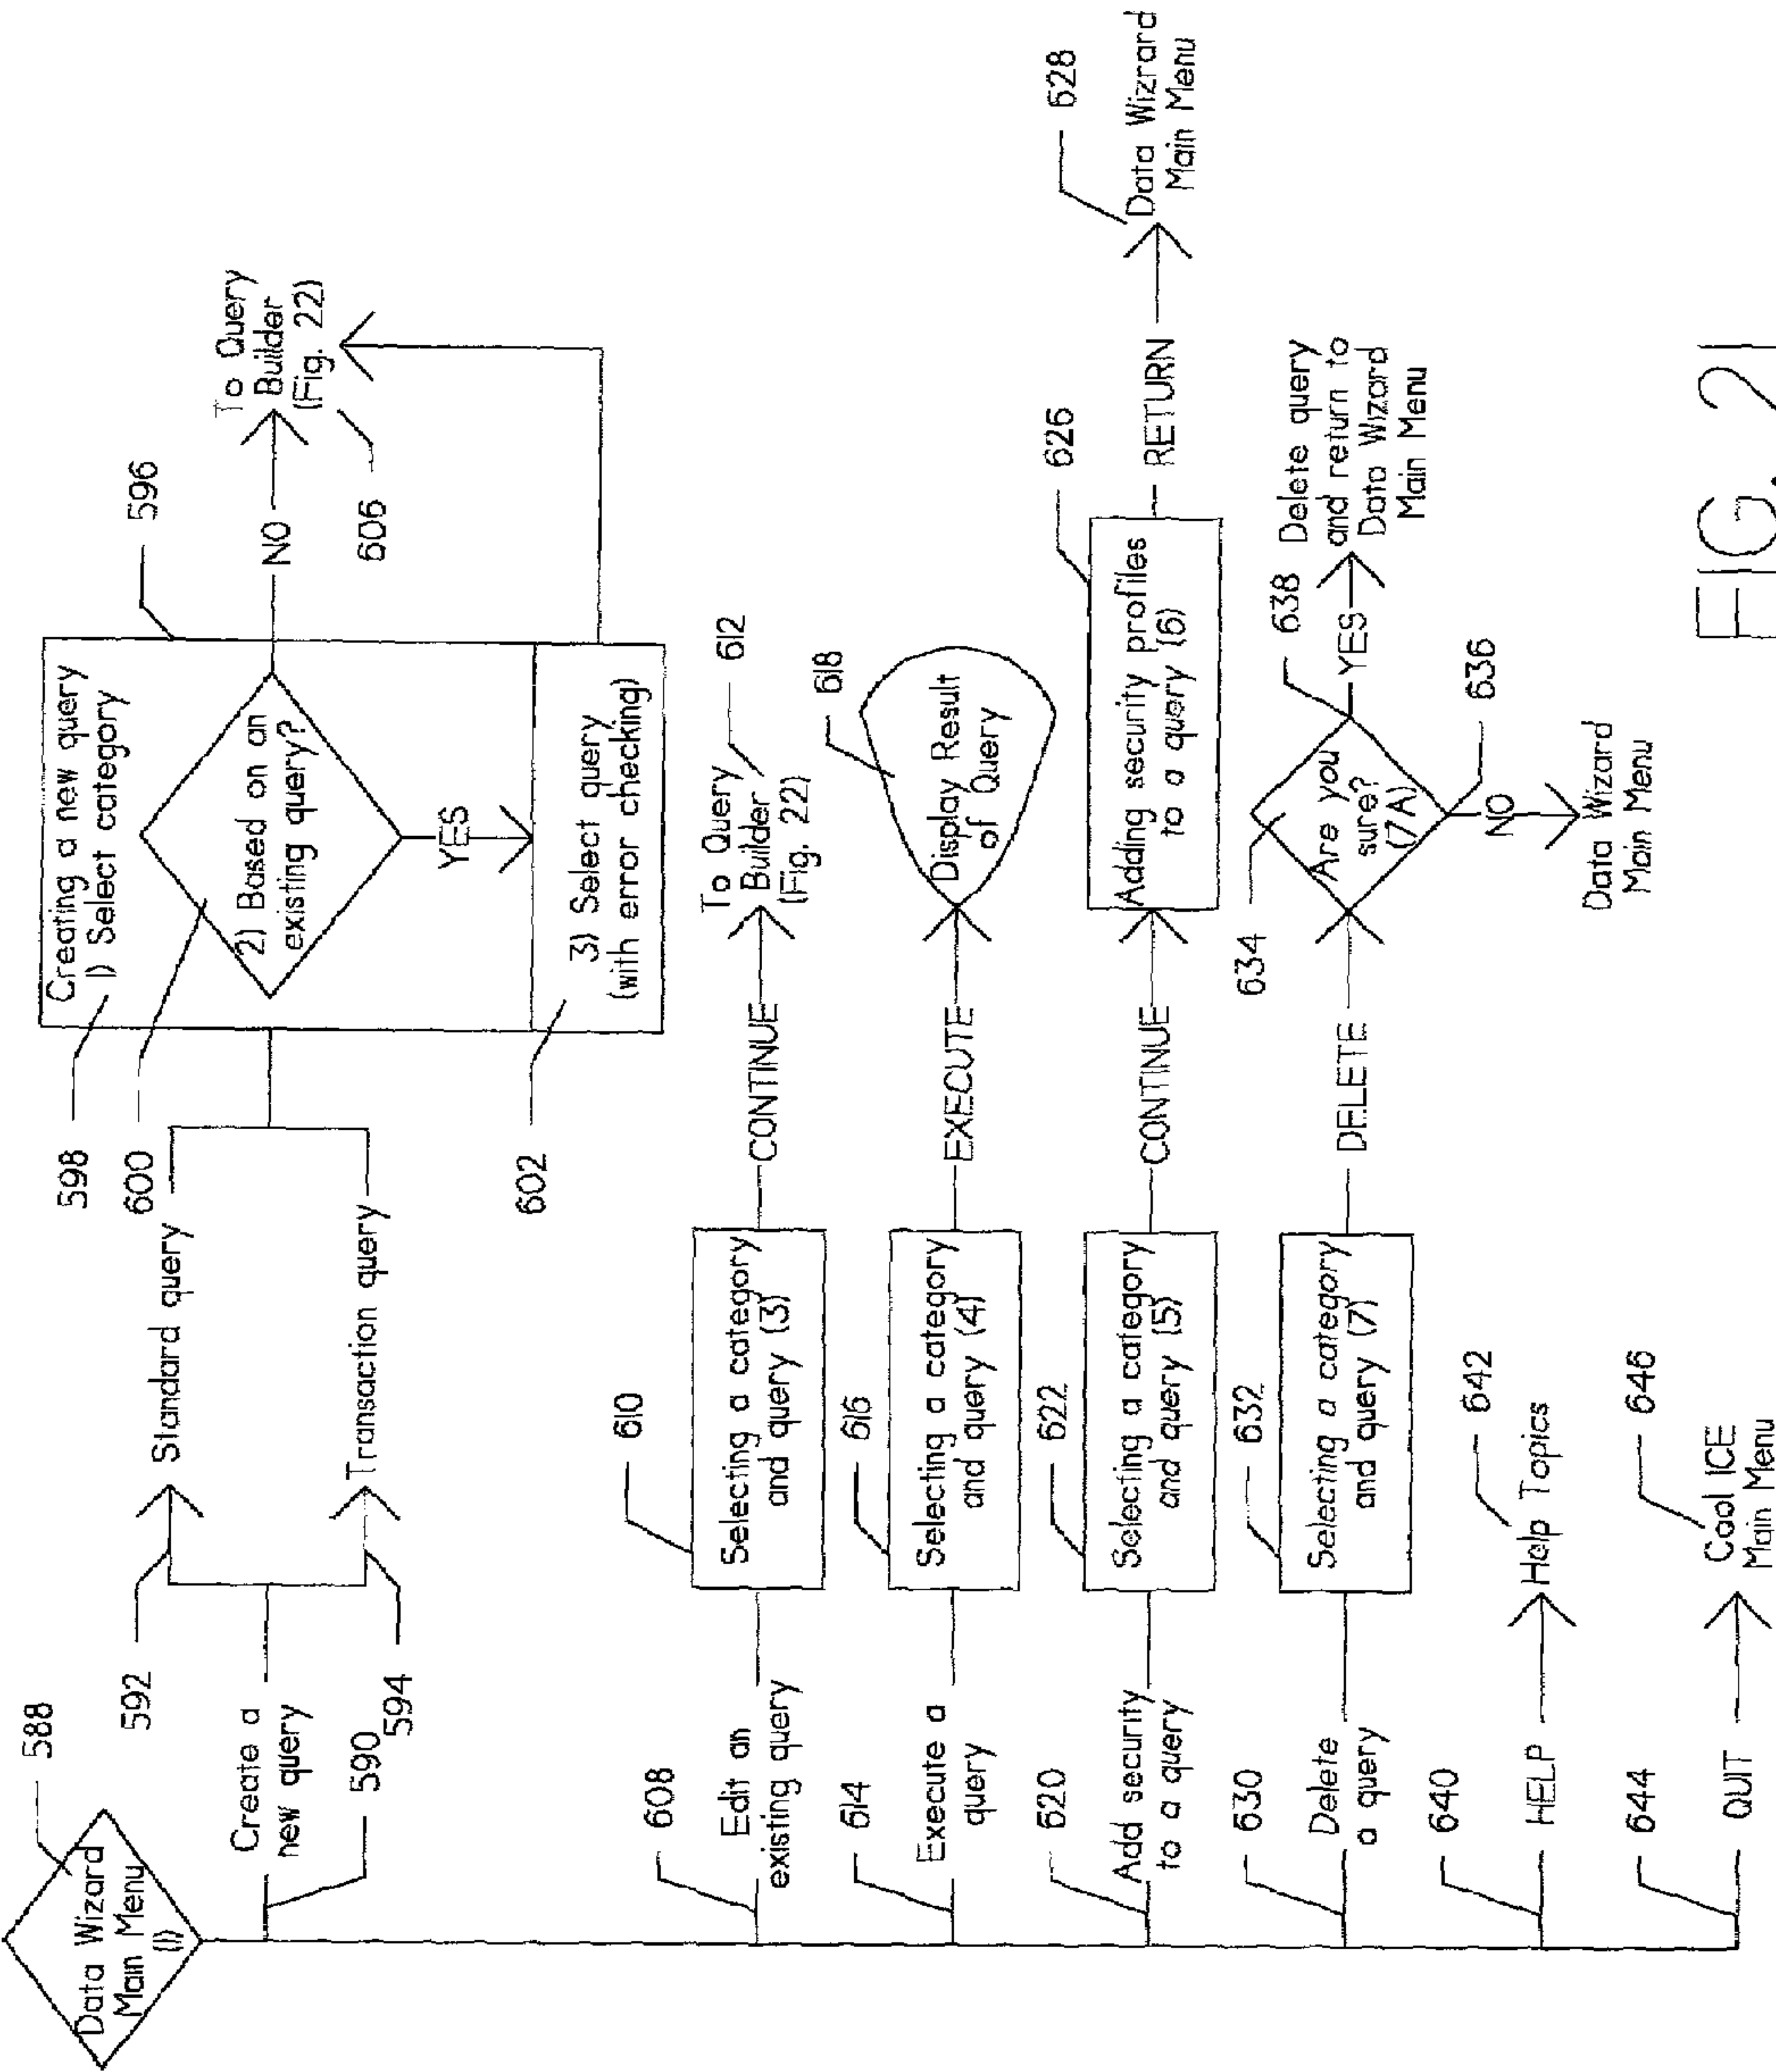 588
Data Wizard
Main Menu
(1)
592
Create a
new query
590
594
Standard query
Transaction query
598
600
602
Creating a new query
1) Select category
2) Based on an
existing query?
YES
3) Select query
(with error checking)
596
NO
To Query
Builder
(Fig. 22)
606
608
Edit an
existing query
610
Selecting a category
and query (3)
CONTINUE
To Query
Builder
(Fig. 22)
612
614
Execute a
query
616
Selecting a category
and query (4)
EXECUTE
618
Display Result
of Query
620
Add security
to a query
622
Selecting a category
and query (5)
CONTINUE
626
Adding security profiles
to a query (6)
RETURN
628
Data Wizrard
Main Menu
630
Delete
a query
632
Selecting a category
and query (7)
DELETE
634
Are you
sure?
(7A)
638
YES
Delete query
and return to
Data Wizard
Main Menu
636
NO
Data Wizard
Main Menu
640
HELP
642
Help Topics
644
QUIT
646
Cool ICE
Main Menu
FIG. 21